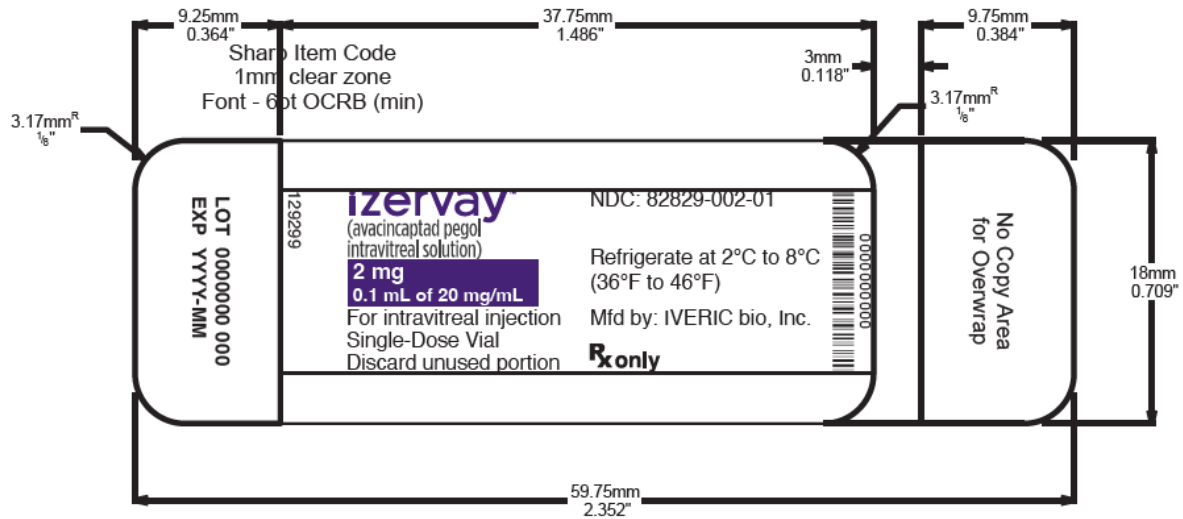 9.25mm
0.364"
37.75mm
1.486"
9.75mm
0.384"
Sharp Item Code
1mm clear zone
Font - 6pt OCRB (min)
3mm
0.118"
3.17mmR
1/8"
3.17mmR
1/8"
LOT 0000000 000
EXP YYYY-MM
129299
izervay™
(avacincaptad pegol
intravitreal solution)
2 mg
0.1 mL of 20 mg/mL
For intravitreal injection
Single-Dose Vial
Discard unused portion
NDC: 82829-002-01
Refrigerate at 2°C to 8°C
(36°F to 46°F)
Mfd by: IVERIC bio, Inc.
Rx only
0000000000
No Copy Area
for Overwrap
18mm
0.709"
59.75mm
2.352"